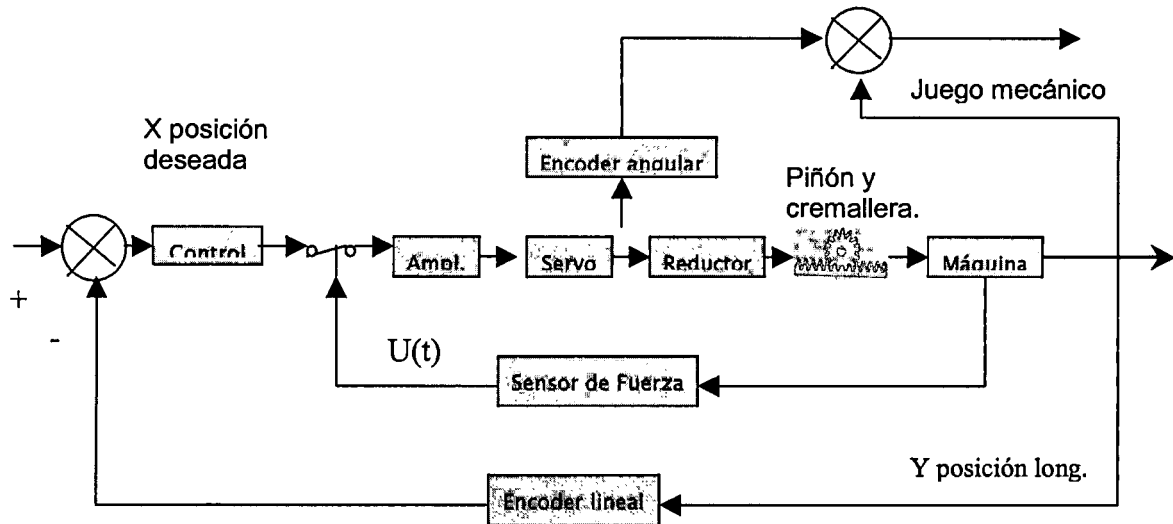 Juego mecánico
X posición
deseada
Encoder angular
Piñón y
cremallera.
Control
Ampl.
Servo
Reductor
Máquina
+
-
U(t)
Sensor de Fuerza
Y posición long.
Encoder lineal